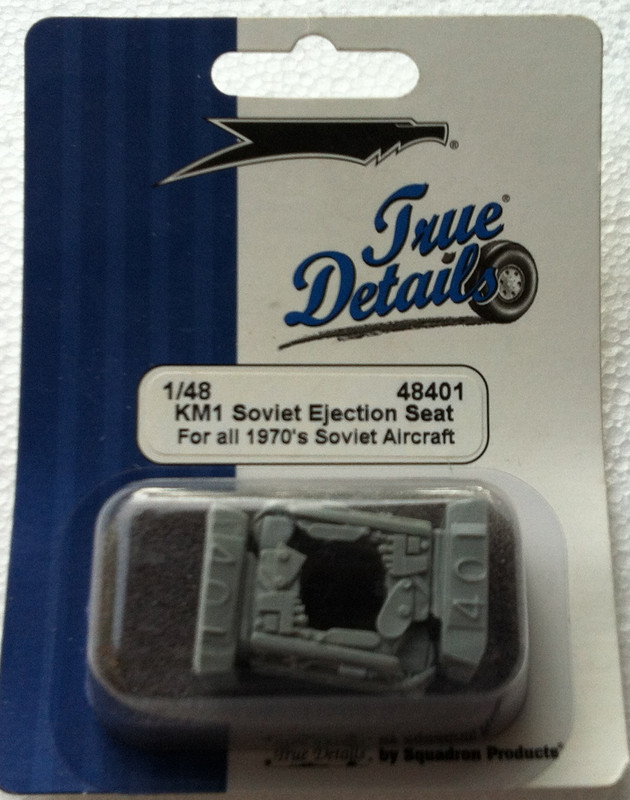 ®
True®
Details
1/48 48401
KM1 Soviet Ejection Seat
For all 1970's Soviet Aircraft
401
401
True Details, by Squadron Products